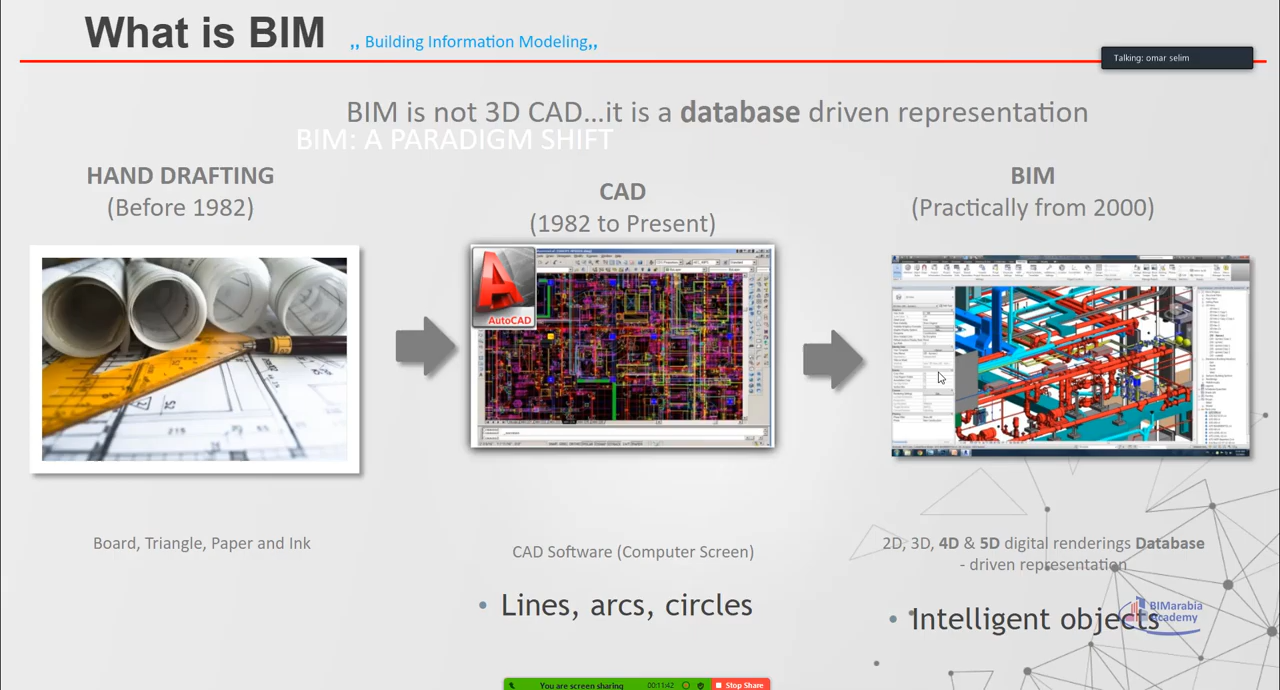 What is BIM ,, Building Information Modeling,,
Talking: omar selim
BIM is not 3D CAD...it is a database driven representation
BIM: A PARADIGM SHIFT
HAND DRAFTING
(Before 1982)
CAD
(1982 to Present)
BIM
(Practically from 2000)
AutoCAD
Board, Triangle, Paper and Ink
CAD Software (Computer Screen)
• Lines, arcs, circles
2D, 3D, 4D & 5D digital renderings Database
- driven representation
• Intelligent objects
BIMarabia
Academy
You are screen sharing 00:11:42 Stop Share